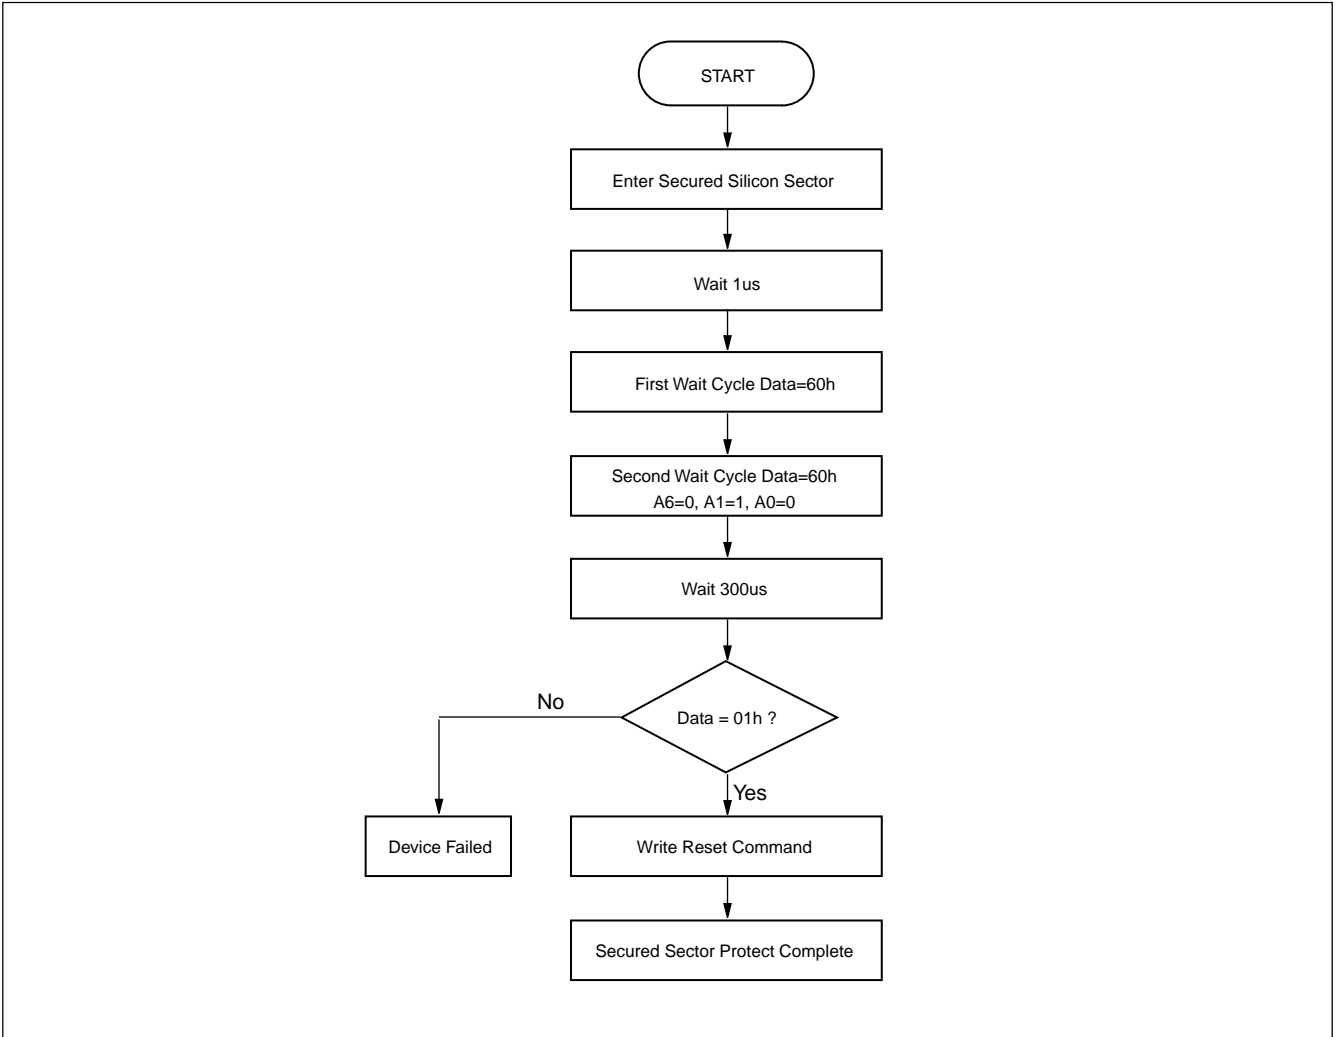 START
Enter Secured Silicon Sector
Wait 1us
First Wait Cycle Data=60h
Second Wait Cycle Data=60h
A6=0, A1=1, A0=0
Wait 300us
No
Data = 01h ?
Yes
Device Failed
Write Reset Command
Secured Sector Protect Complete